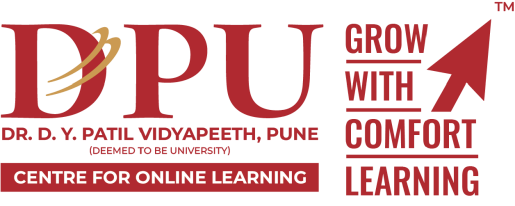 DPU
DR. D. Y. PATIL VIDYAPEETH, PUNE
(DEEMED TO BE UNIVERSITY)
CENTRE FOR ONLINE LEARNING
GROW
WITH
COMFORT
LEARNING
TM